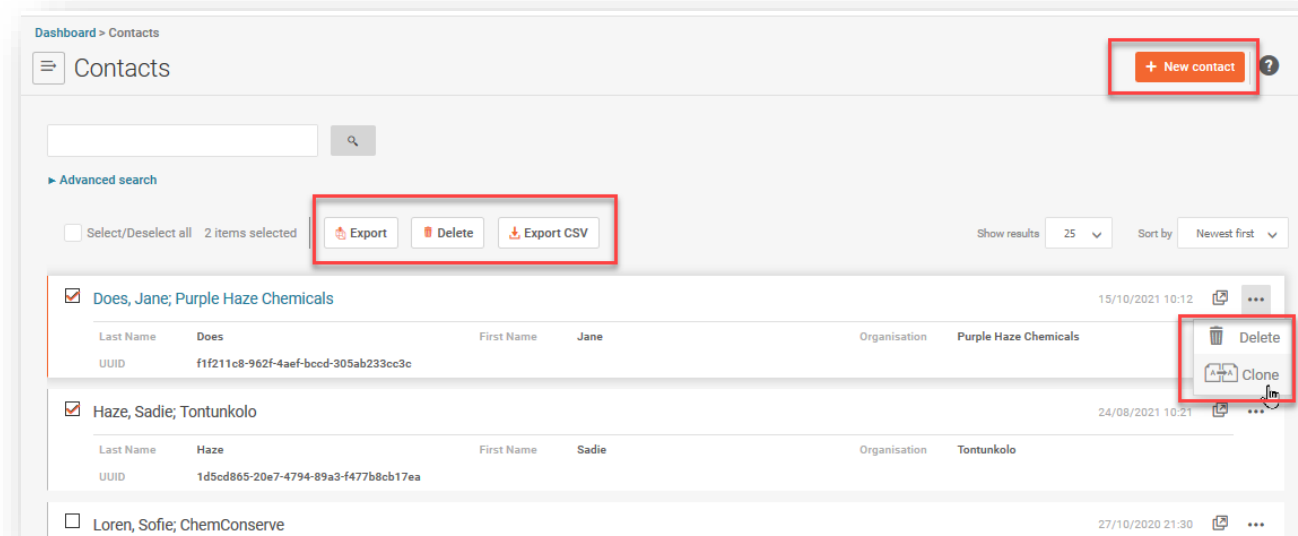 Dashboard > Contacts
Contacts
+ New contact
?
► Advanced search
Select/Deselect all 2 items selected Export Delete Export CSV Show results 25 Sort by Newest first
Does, Jane; Purple Haze Chemicals 15/10/2021 10:12 •••
Last Name Does First Name Jane Organisation Purple Haze Chemicals
UUID f1f211c8-962f-4aef-bccd-305ab233cc3c
Delete
A→A Clone
Haze, Sadie; Tontunkolo 24/08/2021 10:21 •••
Last Name Haze First Name Sadie Organisation Tontunkolo
UUID 1d5cd865-20e7-4794-89a3-f477b8cb17ea
Loren, Sofie; ChemConserve 27/10/2020 21:30 •••